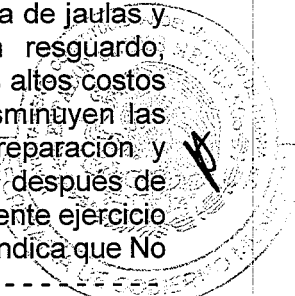 a de jaulas y
resguardo,
altos costos
sminuyen las
reparación y
después de
ente ejercicio
ndica que No
- - - - - - - - - - -